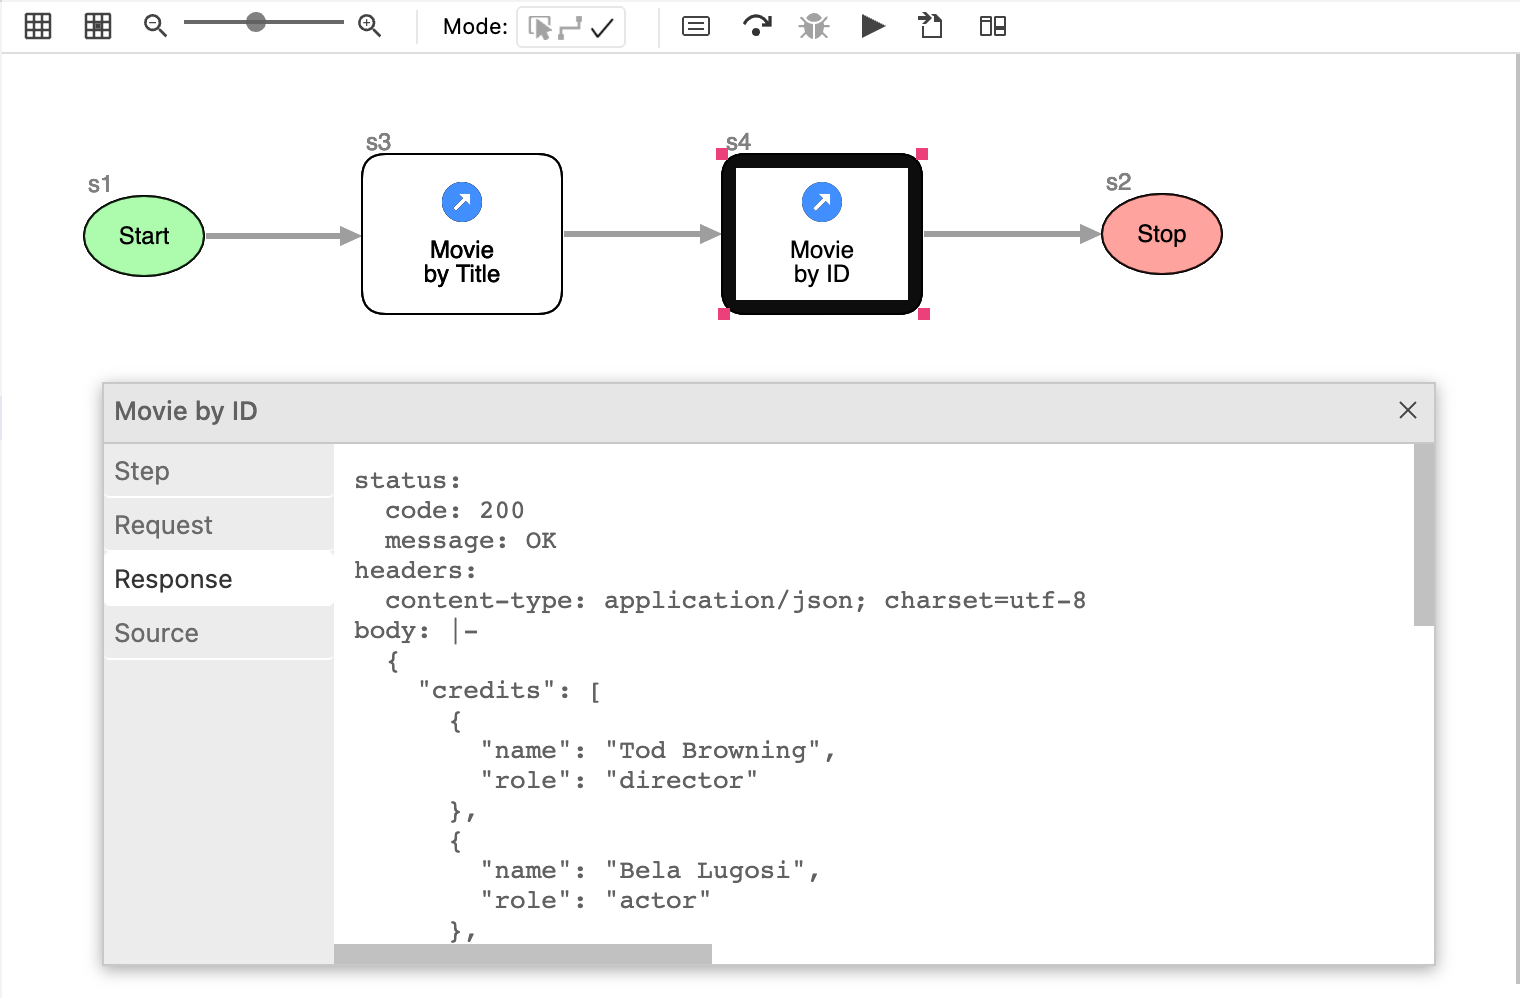 Mode:
s1
Start
s3
Movie
by Title
s4
Movie
by ID
s2
Stop
Movie by ID
Step
Request
Response
Source
status:
  code: 200
  message: OK
headers:
  content-type: application/json; charset=utf-8
body: |-
  {
    "credits": [
      {
        "name": "Tod Browning",
        "role": "director"
      },
      {
        "name": "Bela Lugosi",
        "role": "actor"
      },